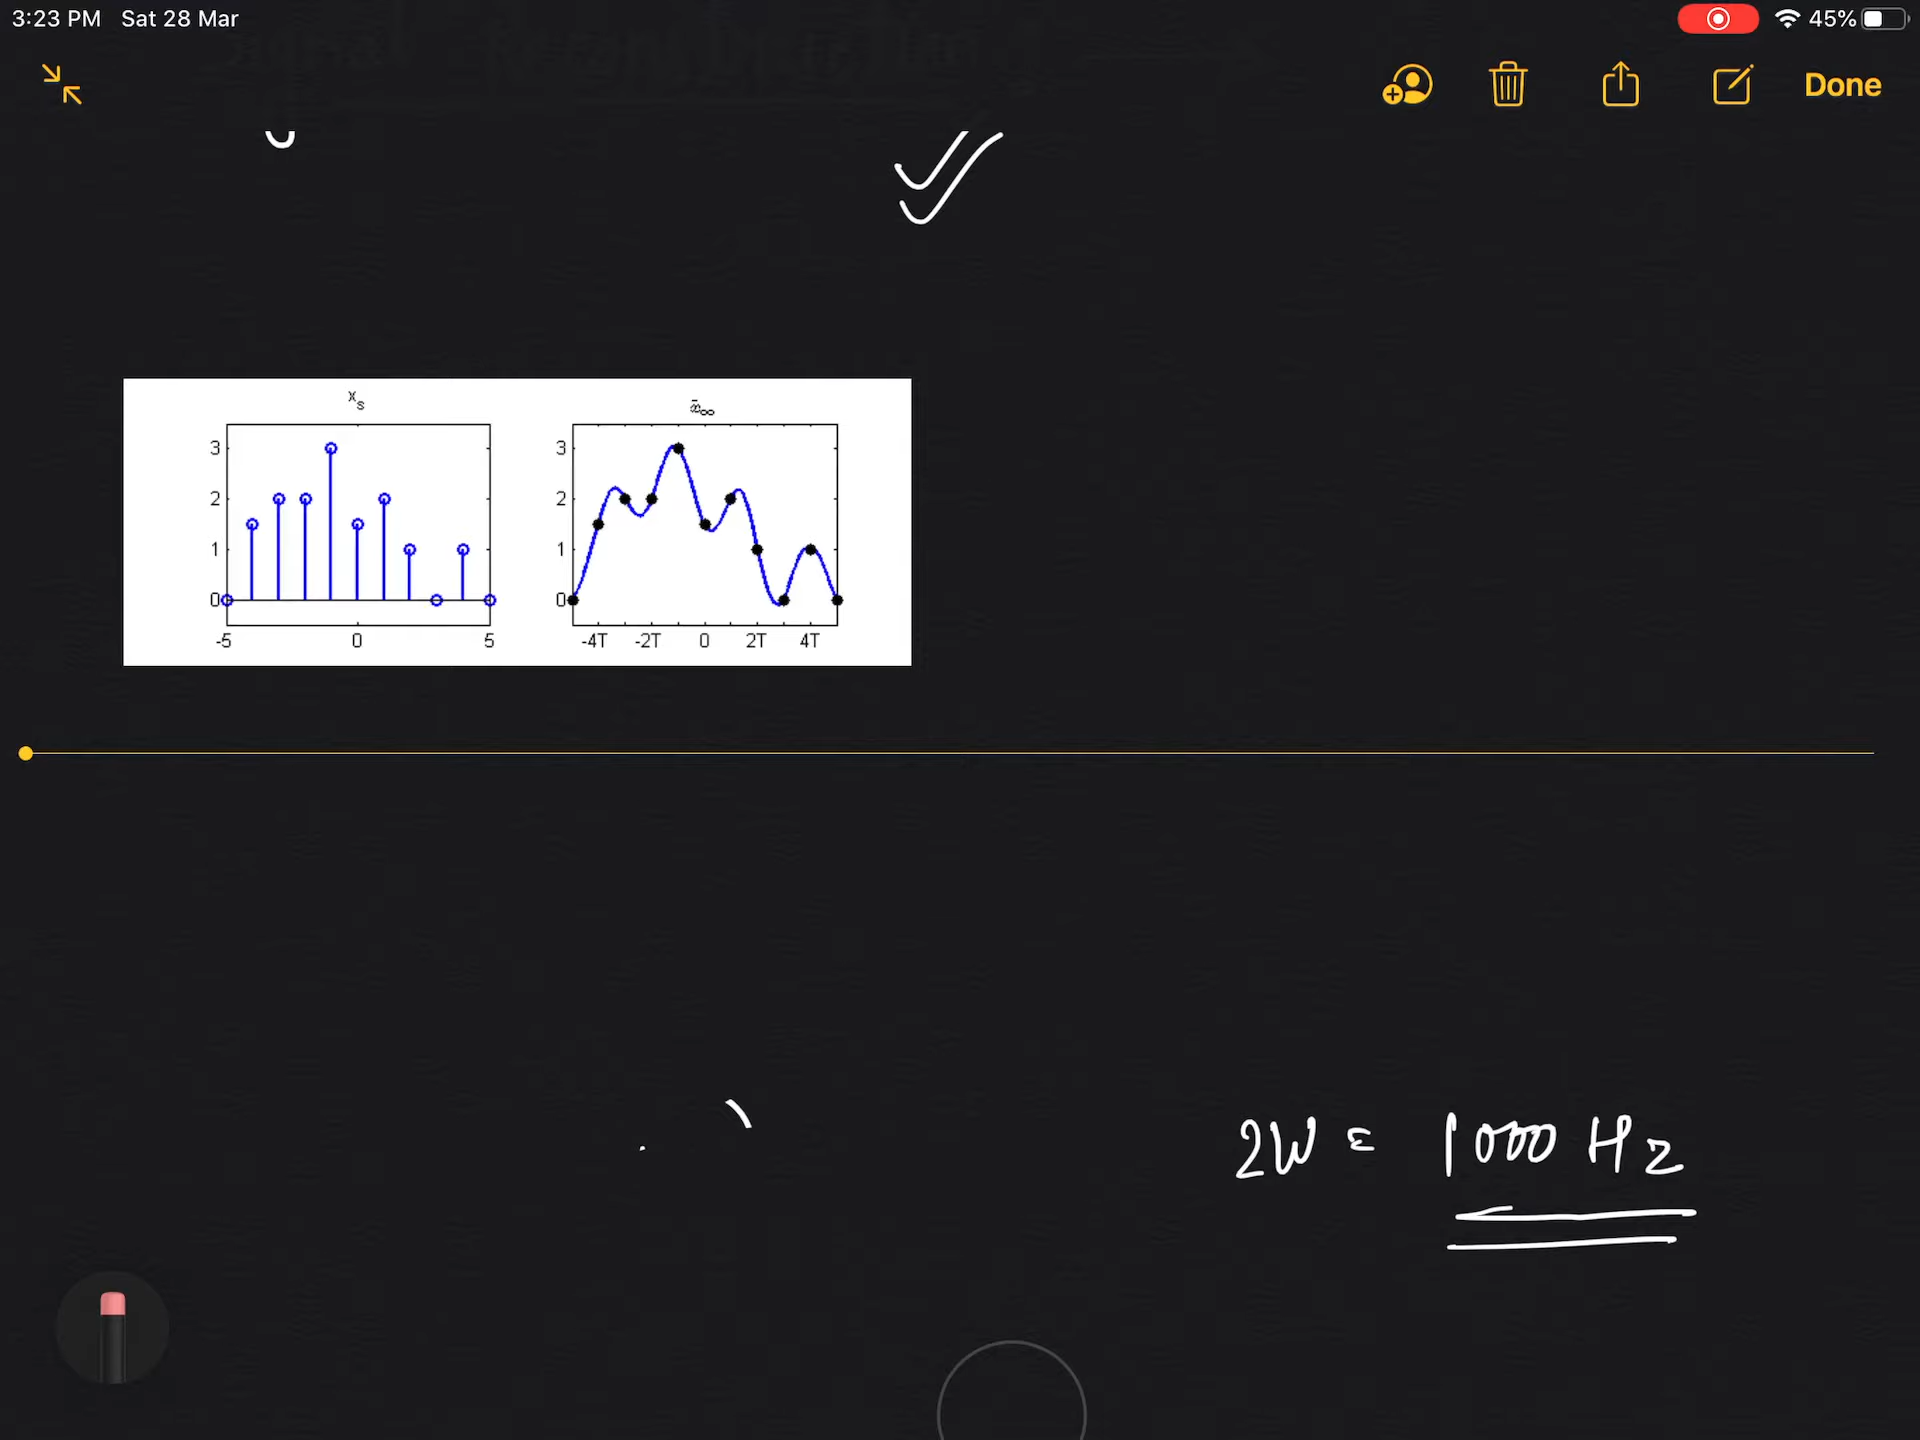 3:23 PM Sat 28 Mar
45%
Done
x_s
3
2
1
0
-5 0 5
x̄_∞
3
2
1
0
-4T -2T 0 2T 4T
2W = 1000 Hz